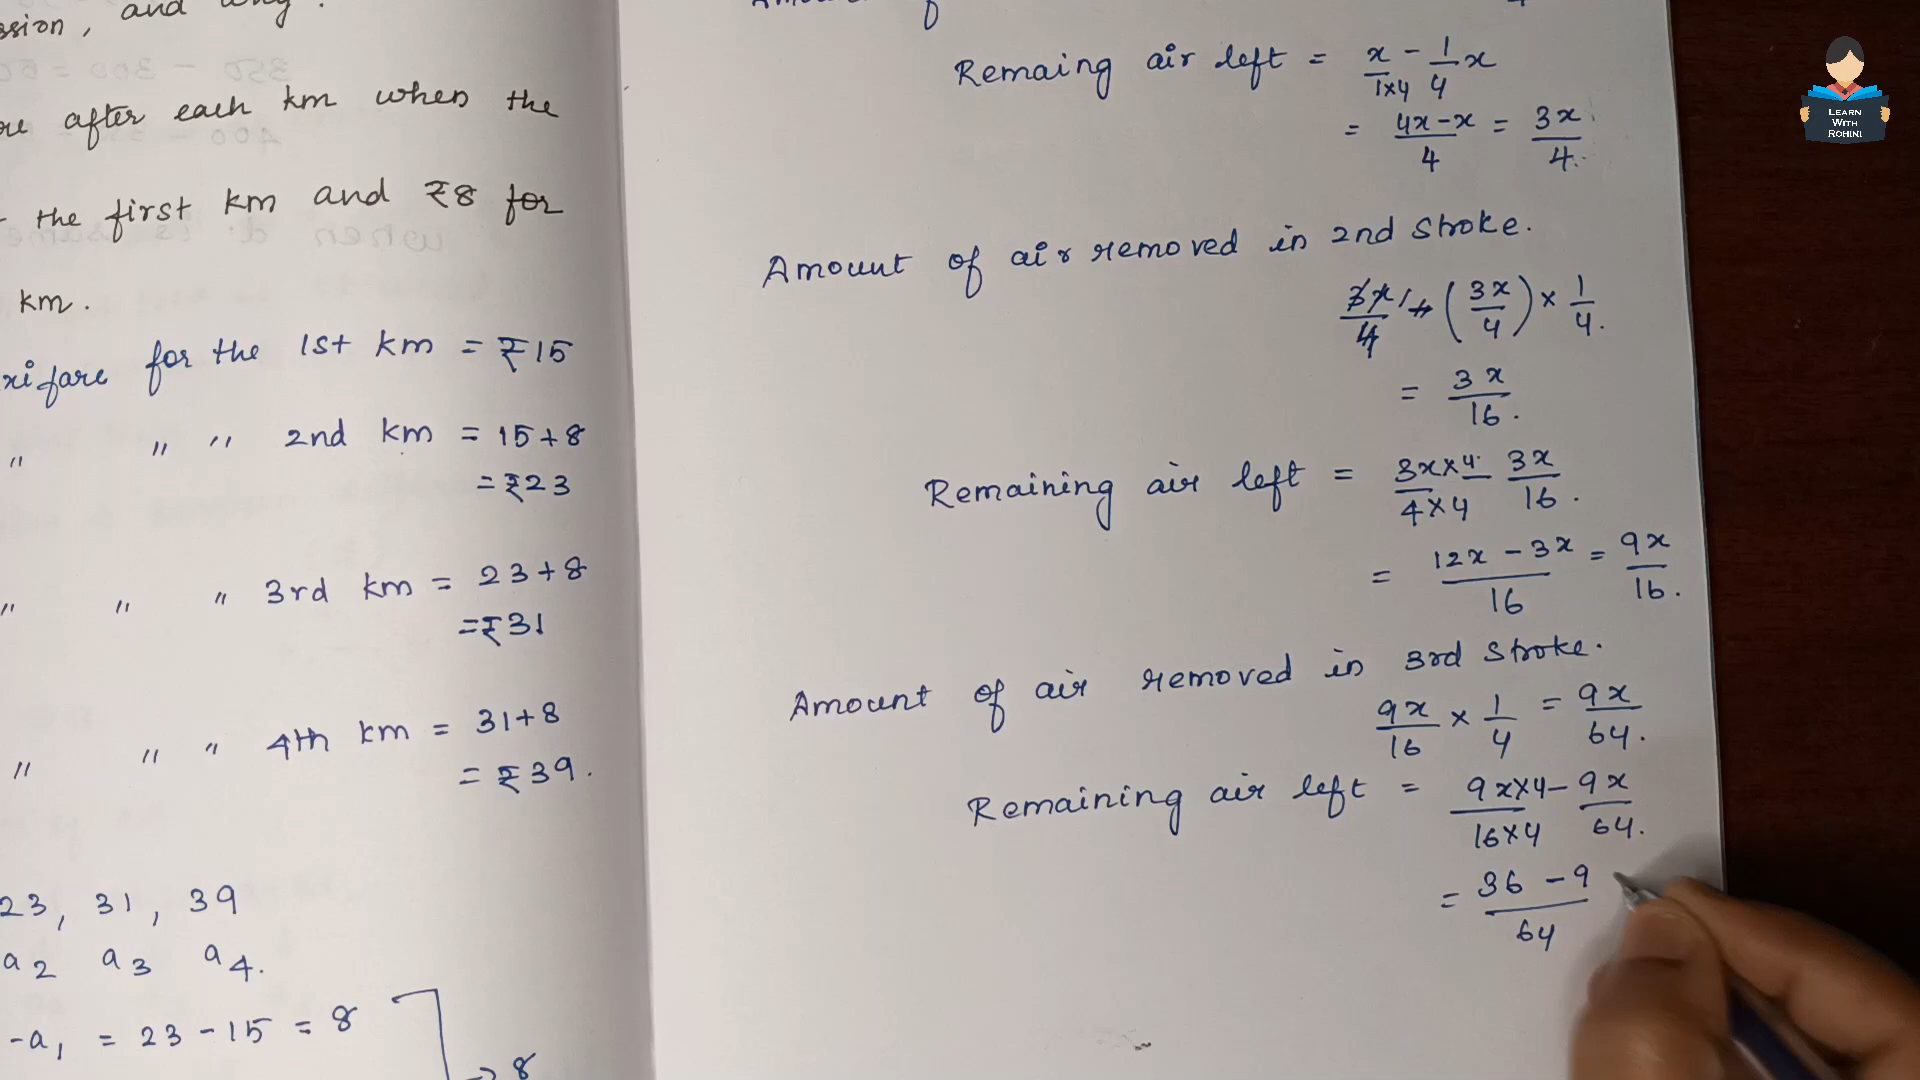 ssion, and why?
after each km when the
the first km and ₹8 for
km.
xifare for the 1st km = ₹15
" " " 2nd km = 15+8
= ₹23
" " " 3rd km = 23+8
= ₹31
" " " 4th km = 31+8
= ₹39.
23, 31, 39
a2 a3 a4.
-a1 = 23-15 = 8
→ 8
Remaing air left = x/1×4 - 1/4 x
= 4x-x/4 = 3x/4.
Amount of air removed in 2nd stroke.
(3x/4) × 1/4.
= 3x/16.
Remaining air left = 3x×4/4×4 - 3x/16.
= 12x-3x/16 = 9x/16.
Amount of air removed in 3rd stroke.
9x/16 × 1/4 = 9x/64.
Remaining air left = 9x×4/16×4 - 9x/64.
= 36-9/64
LEARN
WITH
ROHINI